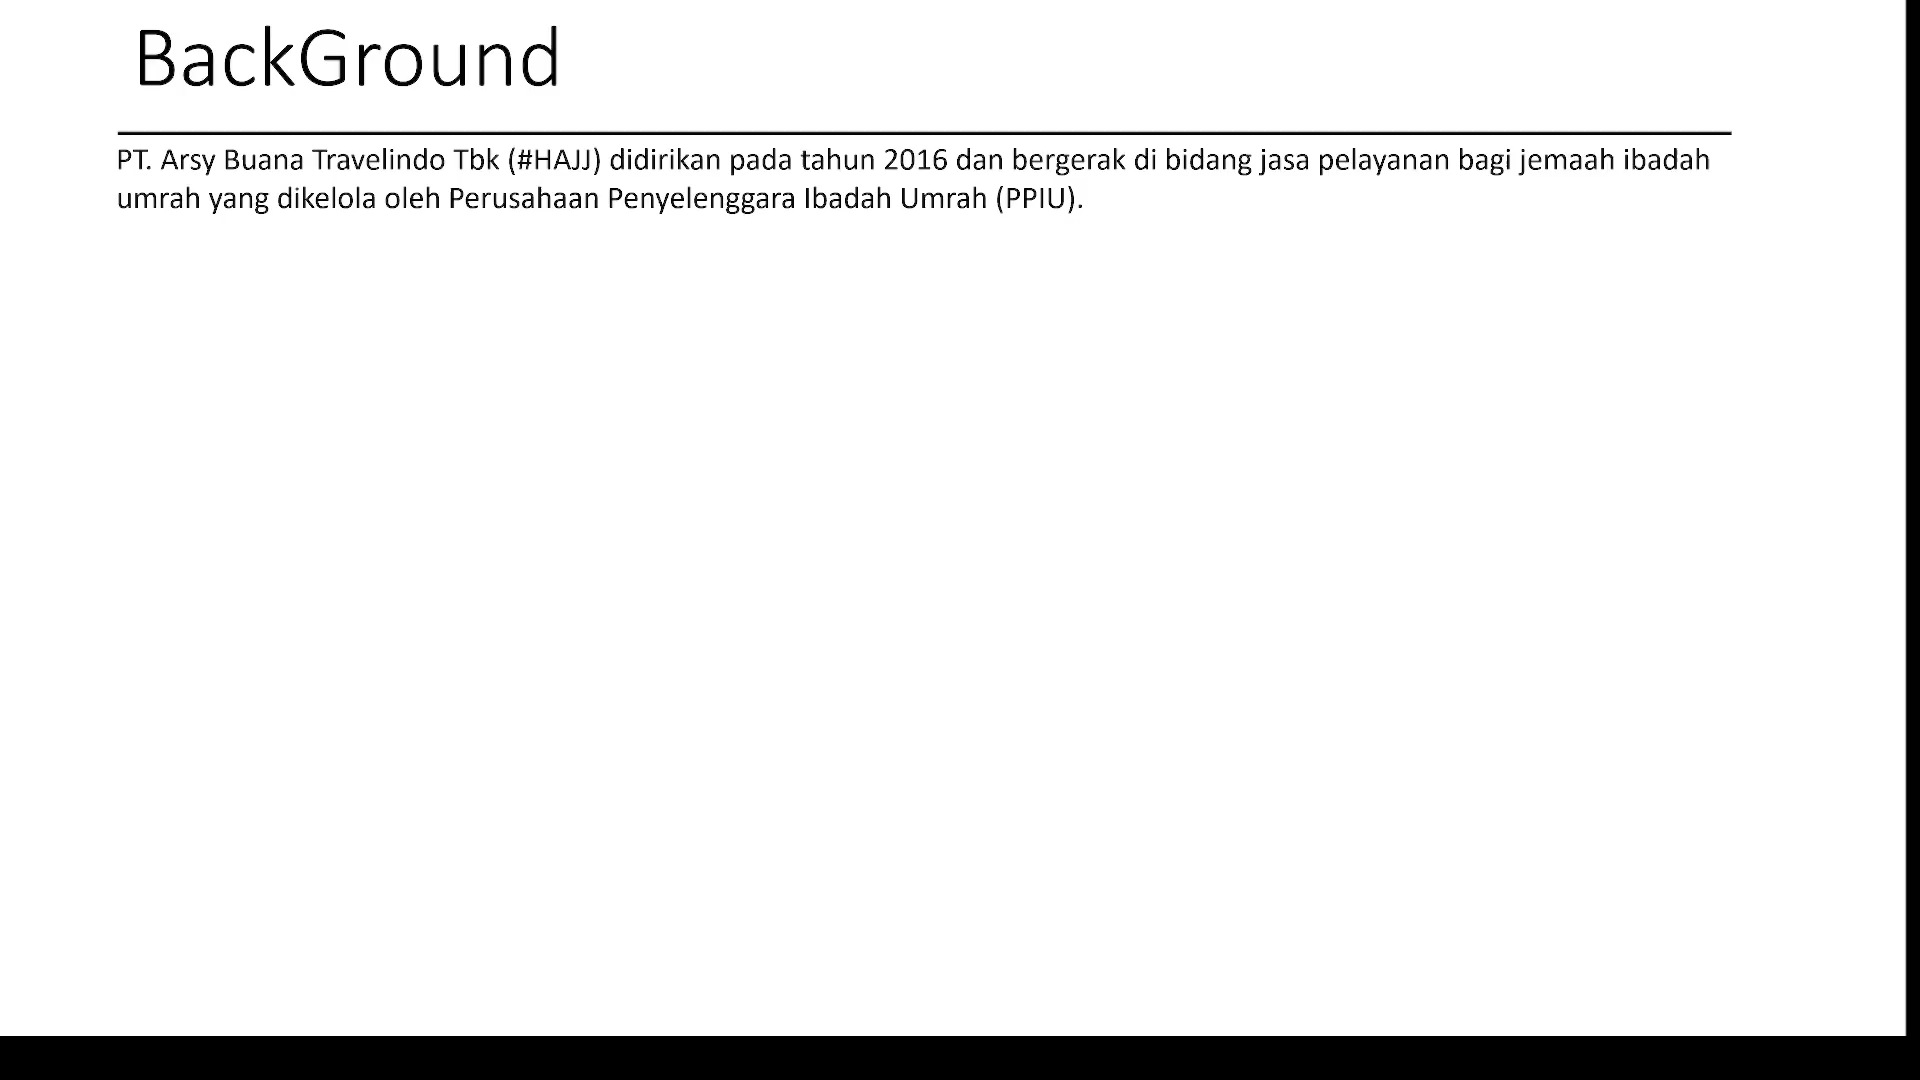 BackGround
PT. Arsy Buana Travelindo Tbk (#HAJJ) didirikan pada tahun 2016 dan bergerak di bidang jasa pelayanan bagi jemaah ibadah
umrah yang dikelola oleh Perusahaan Penyelenggara Ibadah Umrah (PPIU).